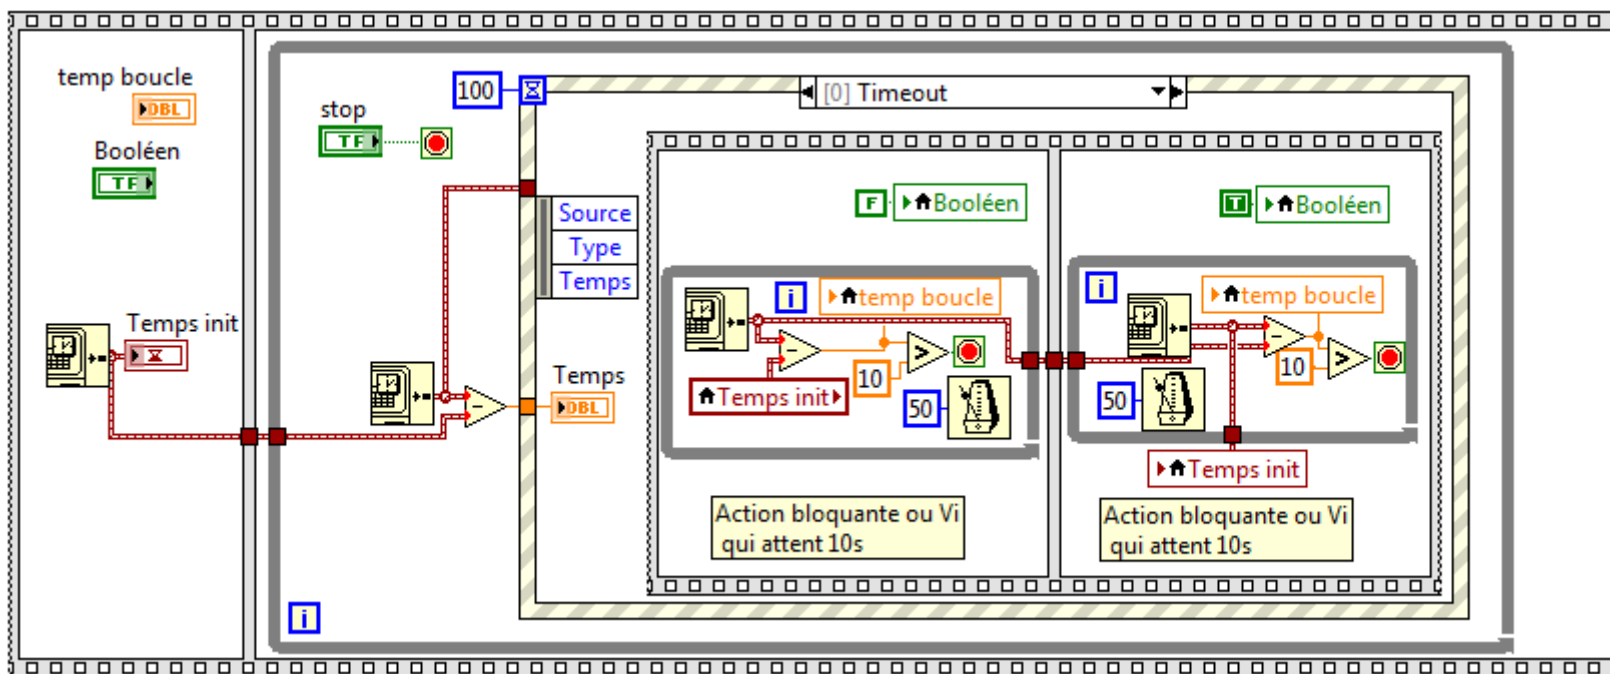 temp boucle
DBL
Booléen
TF
Temps init
stop
TF
100
[0] Timeout
Source
Type
Temps
Temps
DBL
F
Booléen
i
temp boucle
Temps init
10
50
Action bloquante ou Vi
qui attent 10s
T
Booléen
i
temp boucle
10
50
Temps init
Action bloquante ou Vi
qui attent 10s
i